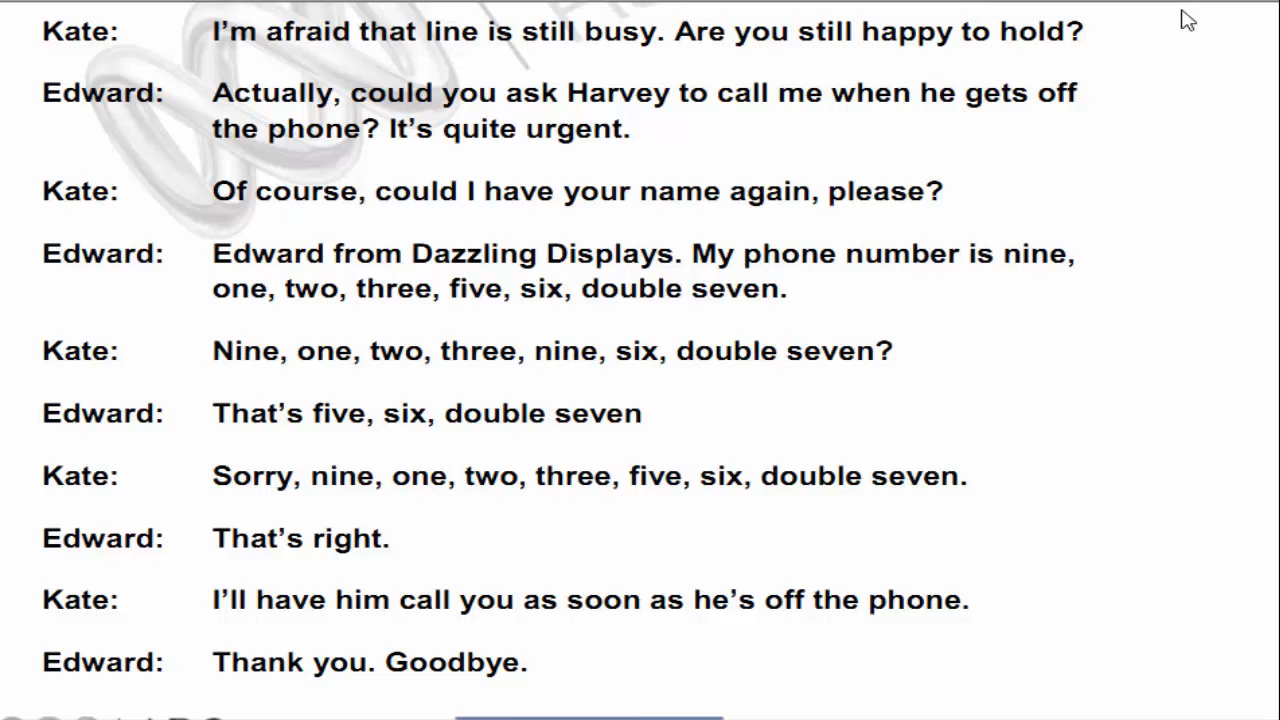 Kate: I'm afraid that line is still busy. Are you still happy to hold?
Edward: Actually, could you ask Harvey to call me when he gets off
the phone? It's quite urgent.
Kate: Of course, could I have your name again, please?
Edward: Edward from Dazzling Displays. My phone number is nine,
one, two, three, five, six, double seven.
Kate: Nine, one, two, three, nine, six, double seven?
Edward: That's five, six, double seven
Kate: Sorry, nine, one, two, three, five, six, double seven.
Edward: That's right.
Kate: I'll have him call you as soon as he's off the phone.
Edward: Thank you. Goodbye.